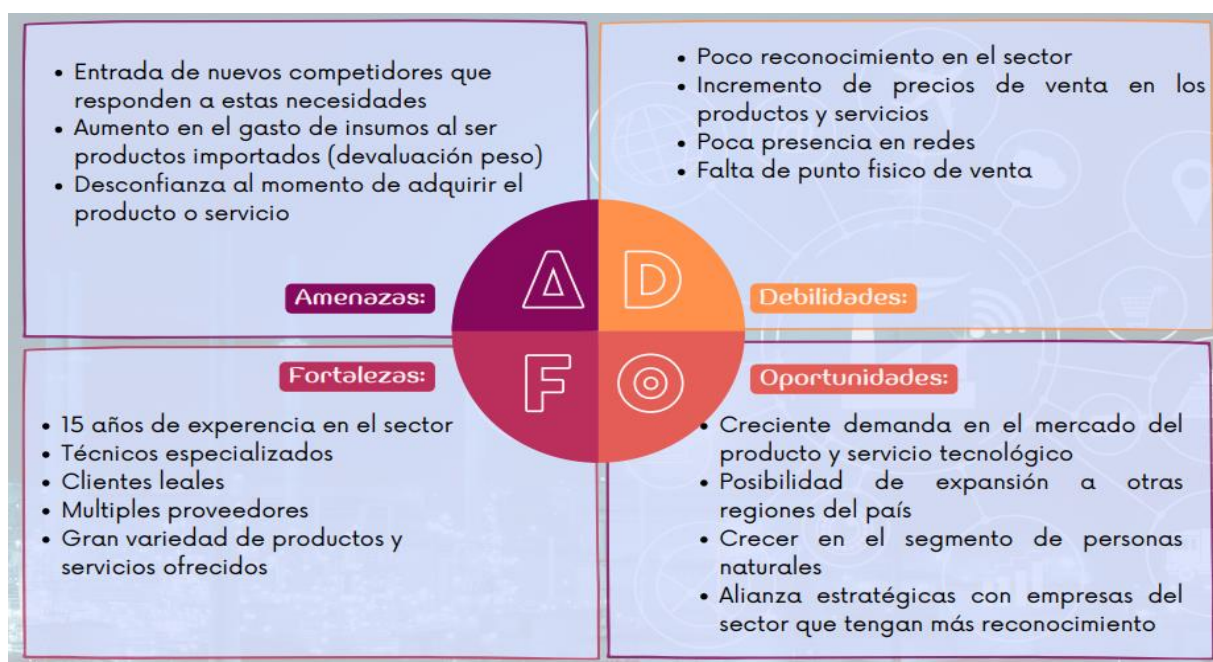 • Entrada de nuevos competidores que
responden a estas necesidades
• Aumento en el gasto de insumos al ser
productos importados (devaluación peso)
• Desconfianza al momento de adquirir el
producto o servicio
Amenazas:
A
• Poco reconocimiento en el sector
• Incremento de precios de venta en los
productos y servicios
• Poca presencia en redes
• Falta de punto fisico de venta
D
Debilidades:
Fortalezas:
F
• 15 años de experencia en el sector
• Técnicos especializados
• Clientes leales
• Multiples proveedores
• Gran variedad de productos y
servicios ofrecidos
O
Oportunidades:
• Creciente demanda en el mercado del
producto y servicio tecnológico
• Posibilidad de expansión a otras
regiones del país
• Crecer en el segmento de personas
naturales
• Alianza estratégicas con empresas del
sector que tengan más reconocimiento